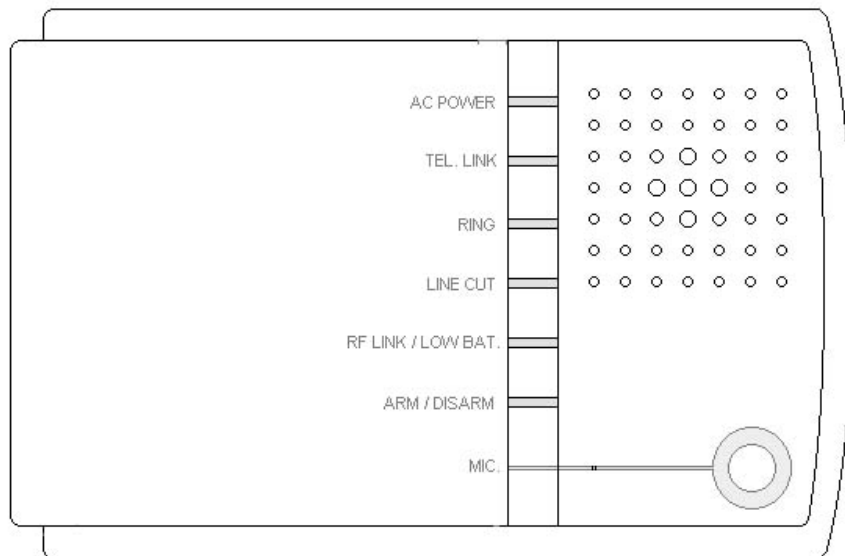 AC POWER
TEL. LINK
RING
LINE CUT
RF LINK / LOW BAT.
ARM / DISARM
MIC.